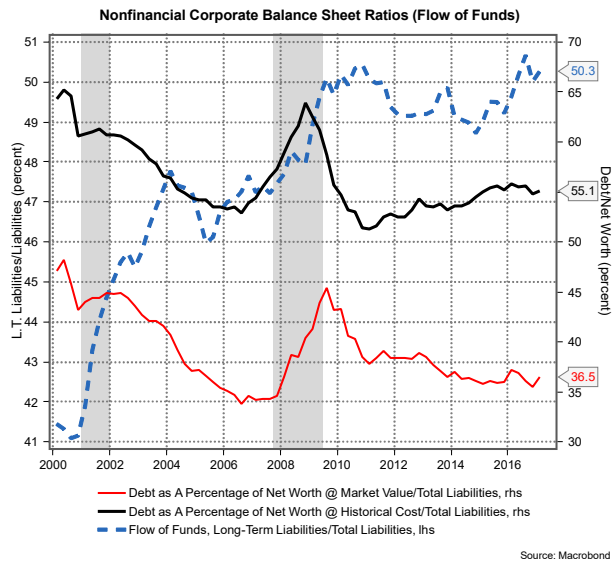 Nonfinancial Corporate Balance Sheet Ratios (Flow of Funds)
51
50
49
48
47
46
45
44
43
42
41
L.T. Liabilities/Liabilities (percent)
70
65
60
55
50
45
40
35
30
Debt/Net Worth (percent)
50.3
55.1
36.5
2000 2002 2004 2006 2008 2010 2012 2014 2016
Debt as A Percentage of Net Worth @ Market Value/Total Liabilities, rhs
Debt as A Percentage of Net Worth @ Historical Cost/Total Liabilities, rhs
Flow of Funds, Long-Term Liabilities/Total Liabilities, lhs
Source: Macrobond